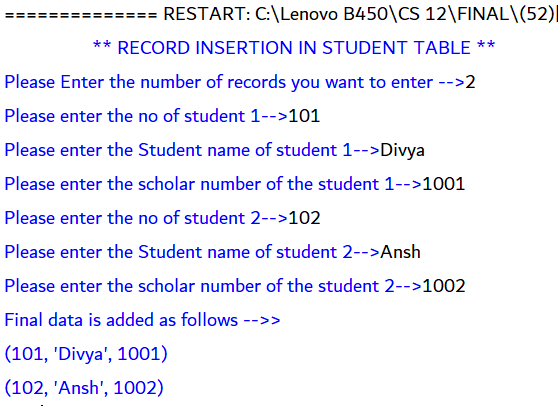 ============== RESTART: C:\Lenovo B450\CS 12\FINAL\(52)
** RECORD INSERTION IN STUDENT TABLE **
Please Enter the number of records you want to enter -->2
Please enter the no of student 1-->101
Please enter the Student name of student 1-->Divya
Please enter the scholar number of the student 1-->1001
Please enter the no of student 2-->102
Please enter the Student name of student 2-->Ansh
Please enter the scholar number of the student 2-->1002
Final data is added as follows -->>
(101, 'Divya', 1001)
(102, 'Ansh', 1002)